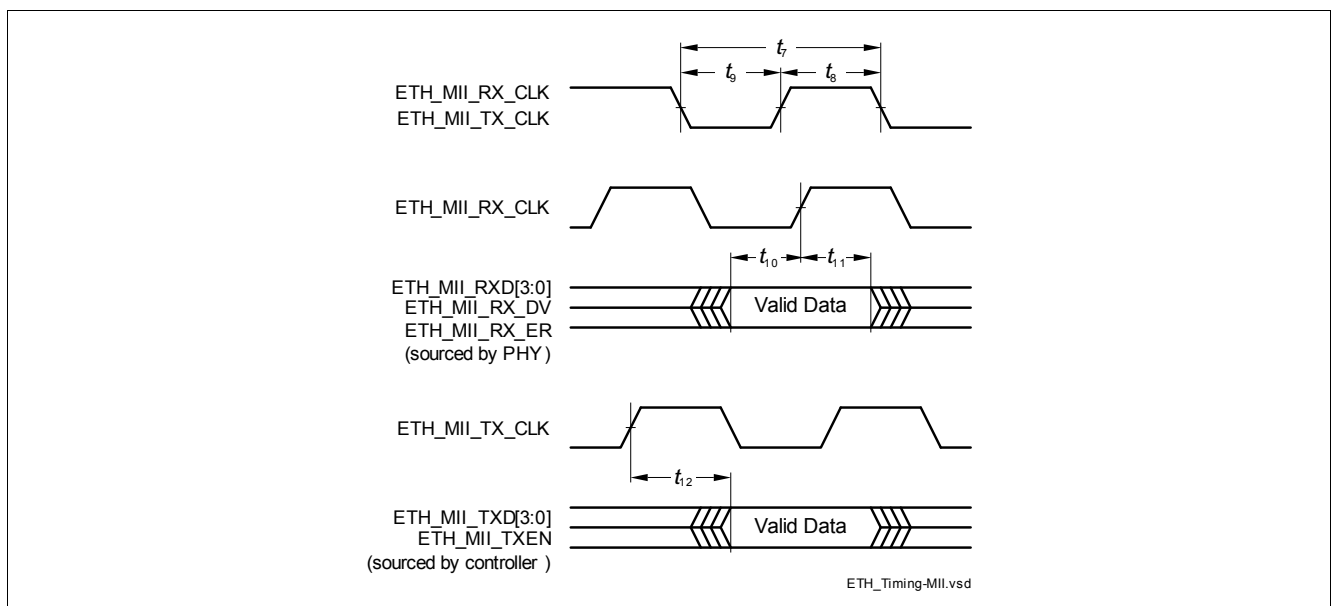 t7
t9
t8
ETH_MII_RX_CLK
ETH_MII_TX_CLK
ETH_MII_RX_CLK
t10
t11
ETH_MII_RXD[3:0]
ETH_MII_RX_DV
Valid Data
ETH_MII_RX_ER
(sourced by PHY )
ETH_MII_TX_CLK
t12
ETH_MII_TXD[3:0]
Valid Data
ETH_MII_TXEN
(sourced by controller )
ETH_Timing-MII.vsd